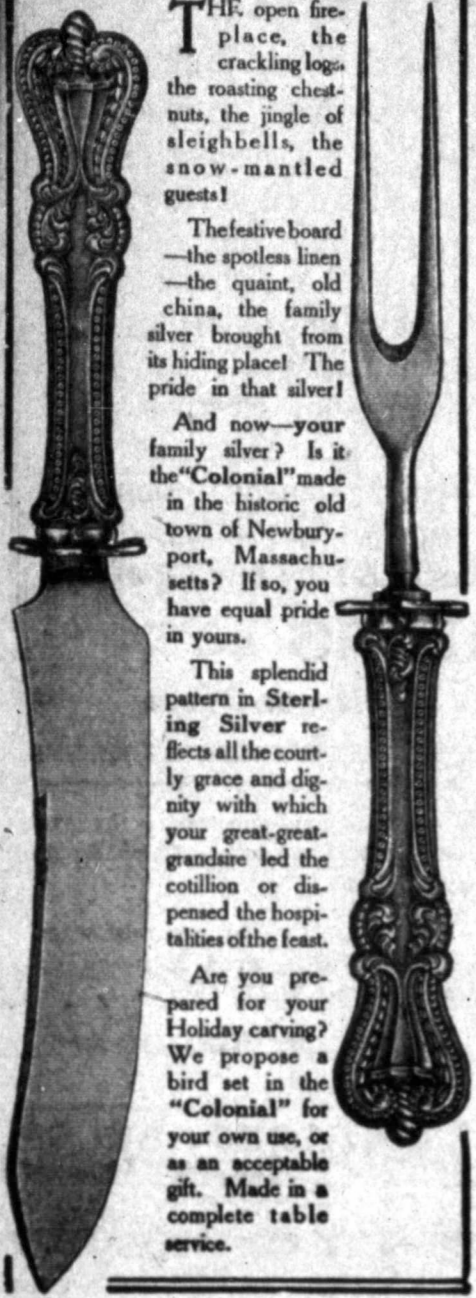 THE open fire-
place, the
crackling logs,
the roasting chest-
nuts, the jingle of
sleighbells, the
snow-mantled
guests!
The festive board
—the spotless linen
—the quaint, old
china, the family
silver brought from
its hiding place! The
pride in that silver!
And now—your
family silver? Is it
the "Colonial" made
in the historic old
town of Newbury-
port, Massachu-
setts? If so, you
have equal pride
in yours.
This splendid
pattern in Sterl-
ing Silver re-
flects all the court-
ly grace and dig-
nity with which
your great-great-
grandsire led the
cotillion or dis-
pensed the hospi-
talities of the feast.
Are you pre-
pared for your
Holiday carving?
We propose a
bird set in the
"Colonial" for
your own use, or
as an acceptable
gift. Made in a
complete table
service.